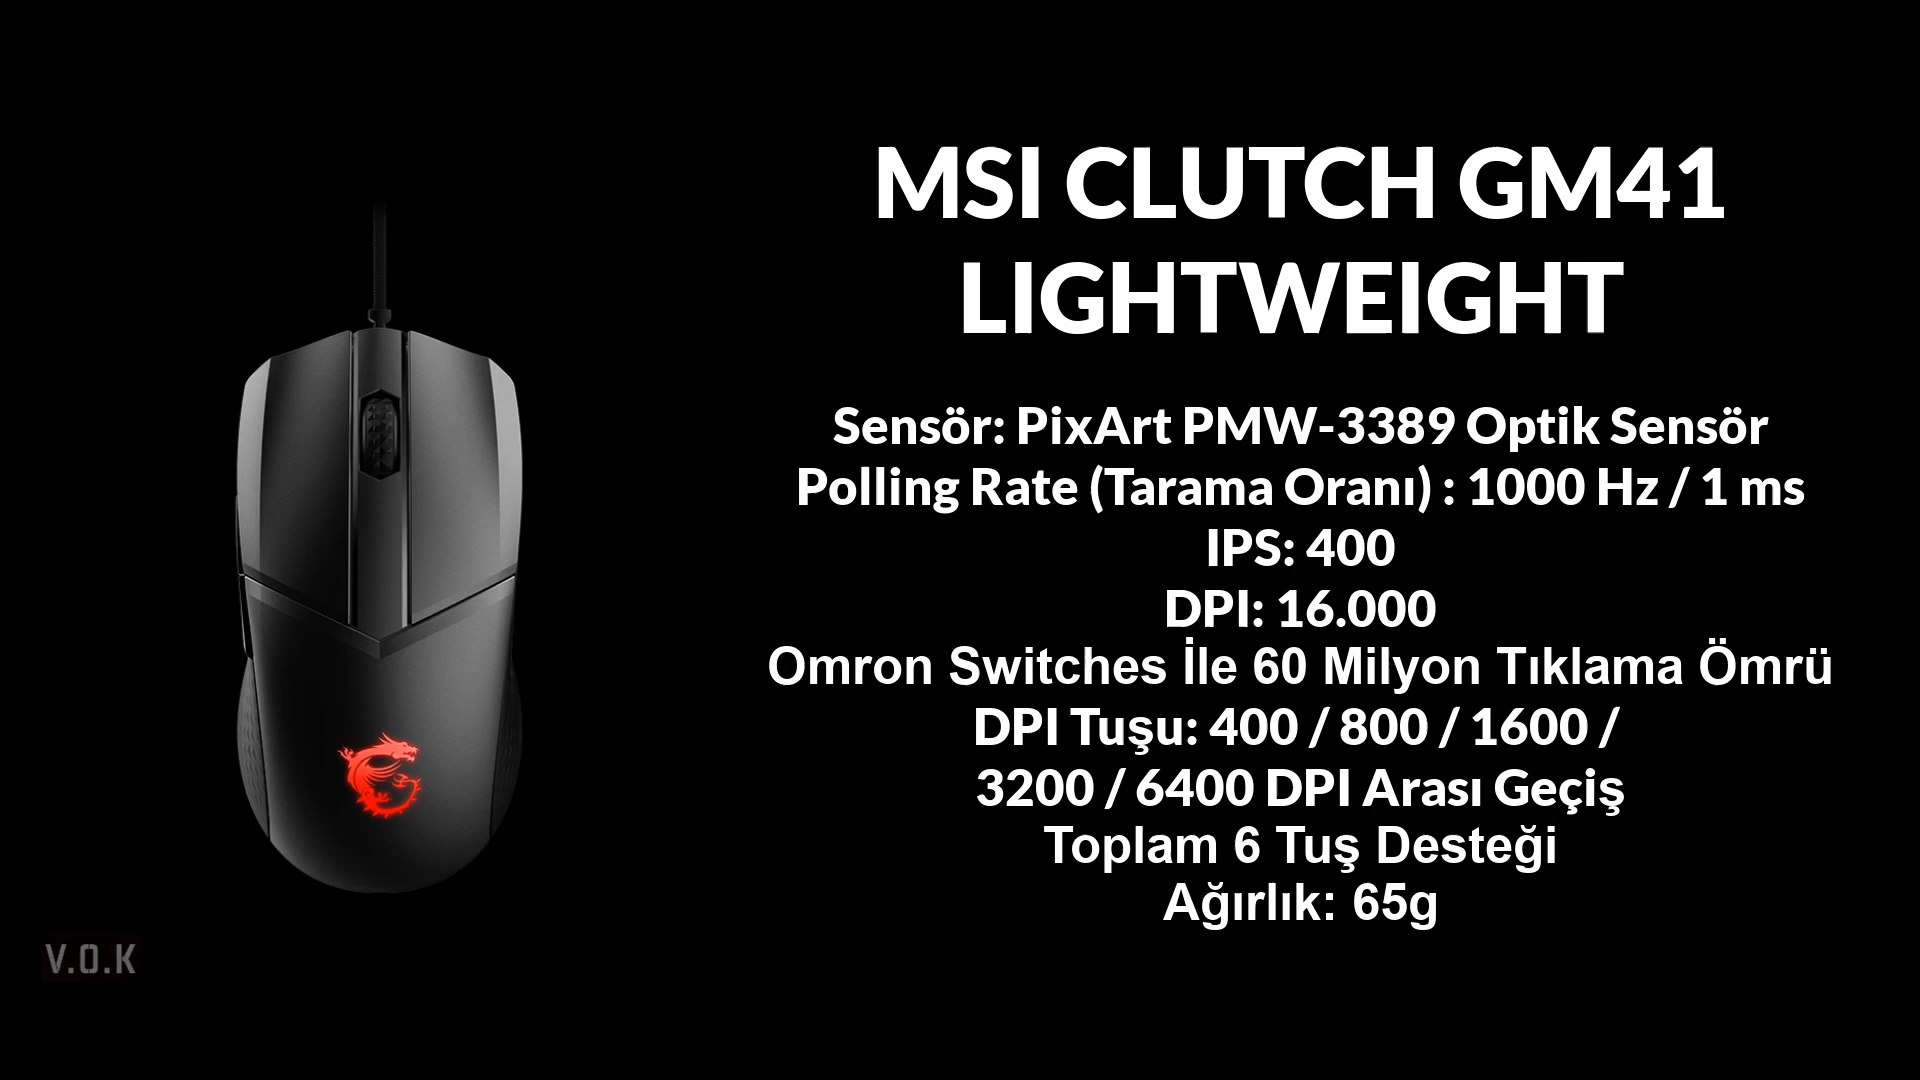 MSI CLUTCH GM41
LIGHTWEIGHT
Sensör: PixArt PMW-3389 Optik Sensör
Polling Rate (Tarama Oranı) : 1000 Hz / 1 ms
IPS: 400
DPI: 16.000
Omron Switches İle 60 Milyon Tıklama Ömrü
DPI Tuşu: 400 / 800 / 1600 /
3200 / 6400 DPI Arası Geçiş
Toplam 6 Tuş Desteği
Ağırlık: 65g
V.O.K